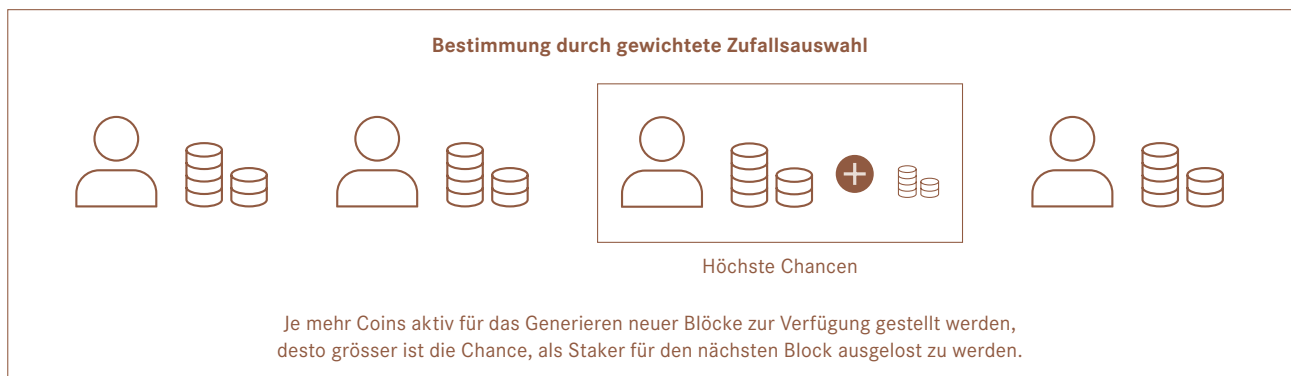 Bestimmung durch gewichtete Zufallsauswahl
Höchste Chancen
Je mehr Coins aktiv für das Generieren neuer Blöcke zur Verfügung gestellt werden,
desto grösser ist die Chance, als Staker für den nächsten Block ausgelost zu werden.